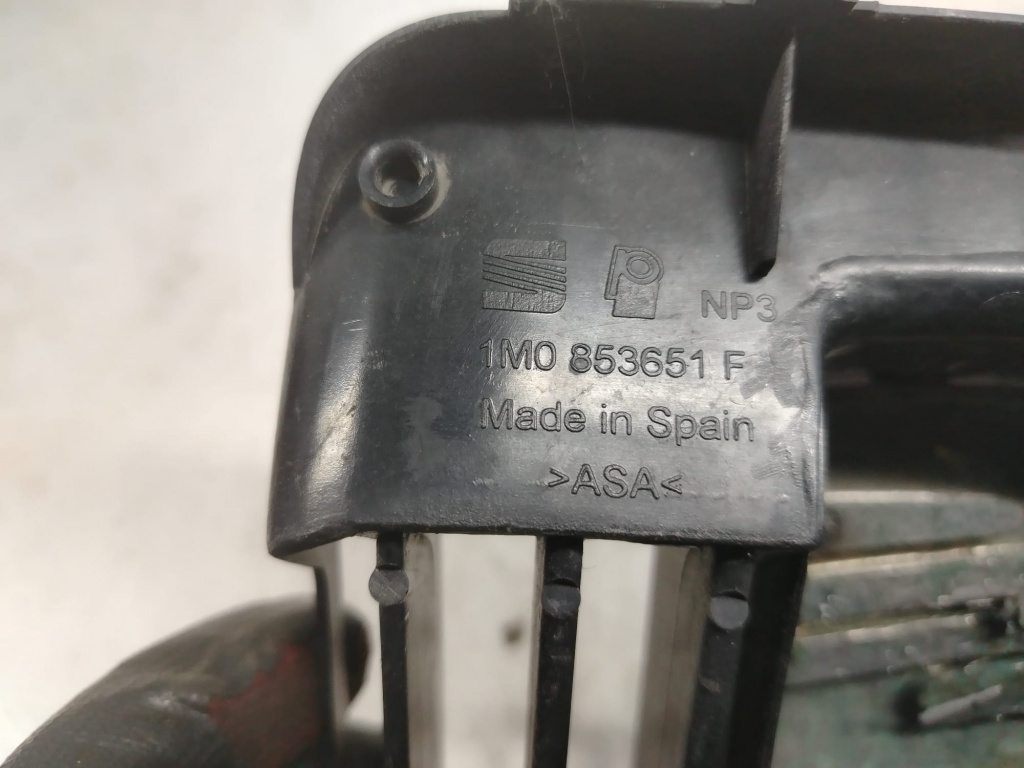 NP3
1M0 853651 F
Made in Spain
>ASA<